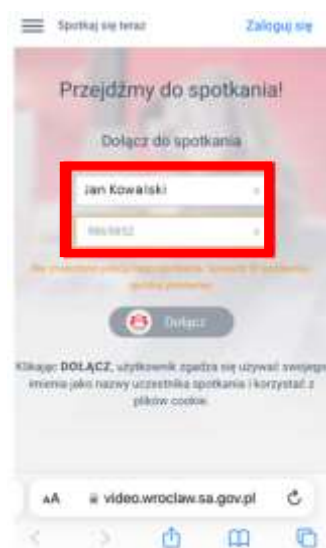 Spotkaj się teraz
Zaloguj się
Przejdźmy do spotkania!
Dołącz do spotkania
Jan Kowalski
Dołącz
Klikając DOŁĄCZ, użytkownik zgadza się używać swojego
imienia jako nazwy uczestnika spotkania i korzystać z
plików cookie.
AA
video.wroclaw.sa.gov.pl